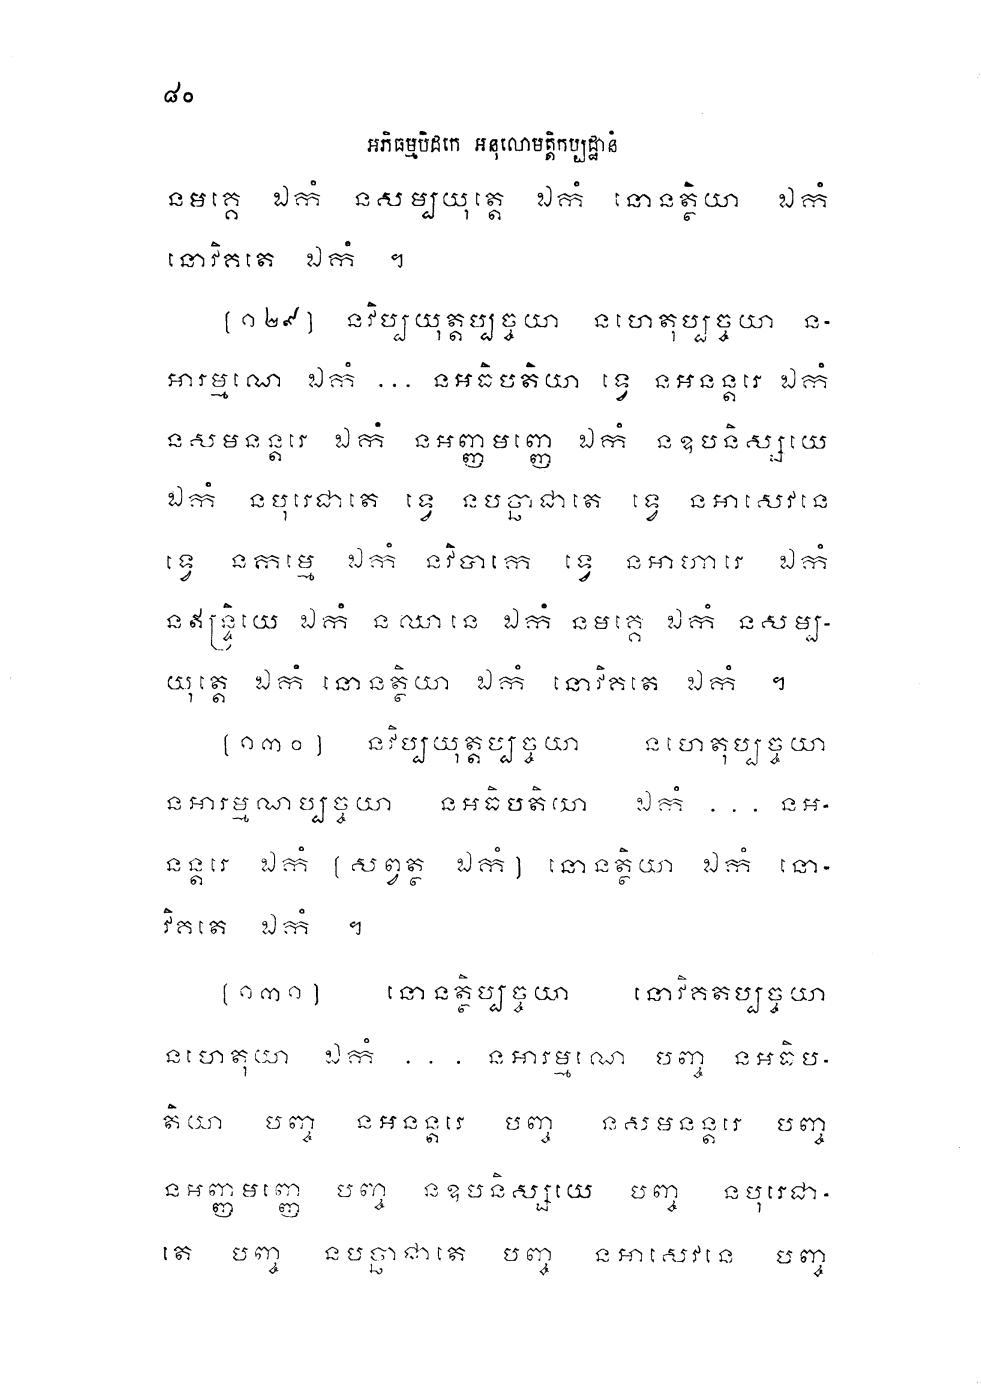 ៨០
អភិធម្មបិដកេ អនុលោមត្តិកប្បដ្ឋានំ
នមគ្គេ ឯកំ នសម្បយុត្តេ ឯកំ នោនត្ថិយា ឯកំ
នោវិគតេ ឯកំ ។
[១២៩] នវិប្បយុត្តប្បច្ចយា នហេតុប្បច្ចយា ន-
អារម្មណេ ឯកំ ... នអធិបតិយា ទ្វេ នអនន្តរេ ឯកំ
នសមនន្តរេ ឯកំ នអញ្ញមញ្ញេ ឯកំ នឧបនិស្សយេ
ឯកំ នបុរេជាតេ ទ្វេ នបច្ឆាជាតេ ទ្វេ នអាសេវនេ
ទ្វេ នកម្មេ ឯកំ នវិបាកេ ទ្វេ នអាហារេ ឯកំ
នឥន្ទ្រិយេ ឯកំ នឈានេ ឯកំ នមគ្គេ ឯកំ នសម្ប-
យុត្តេ ឯកំ នោនត្ថិយា ឯកំ នោវិគតេ ឯកំ ។
[១៣០] នវិប្បយុត្តប្បច្ចយា នហេតុប្បច្ចយា
នអារម្មណប្បច្ចយា នអធិបតិយា ឯកំ ... នអ-
នន្តរេ ឯកំ [សព្វត្ថ ឯកំ] នោនត្ថិយា ឯកំ នោ-
វិគតេ ឯកំ ។
[១៣១] នោនត្ថិប្បច្ចយា នោវិគតប្បច្ចយា
នហេតុយា ឯកំ ... នអារម្មណេ បញ្ច នអធិប-
តិយា បញ្ច នអនន្តរេ បញ្ច នសមនន្តរេ បញ្ច
នអញ្ញមញ្ញេ បញ្ច នឧបនិស្សយេ បញ្ច នបុរេជា-
តេ បញ្ច នបច្ឆាជាតេ បញ្ច នអាសេវនេ បញ្ច